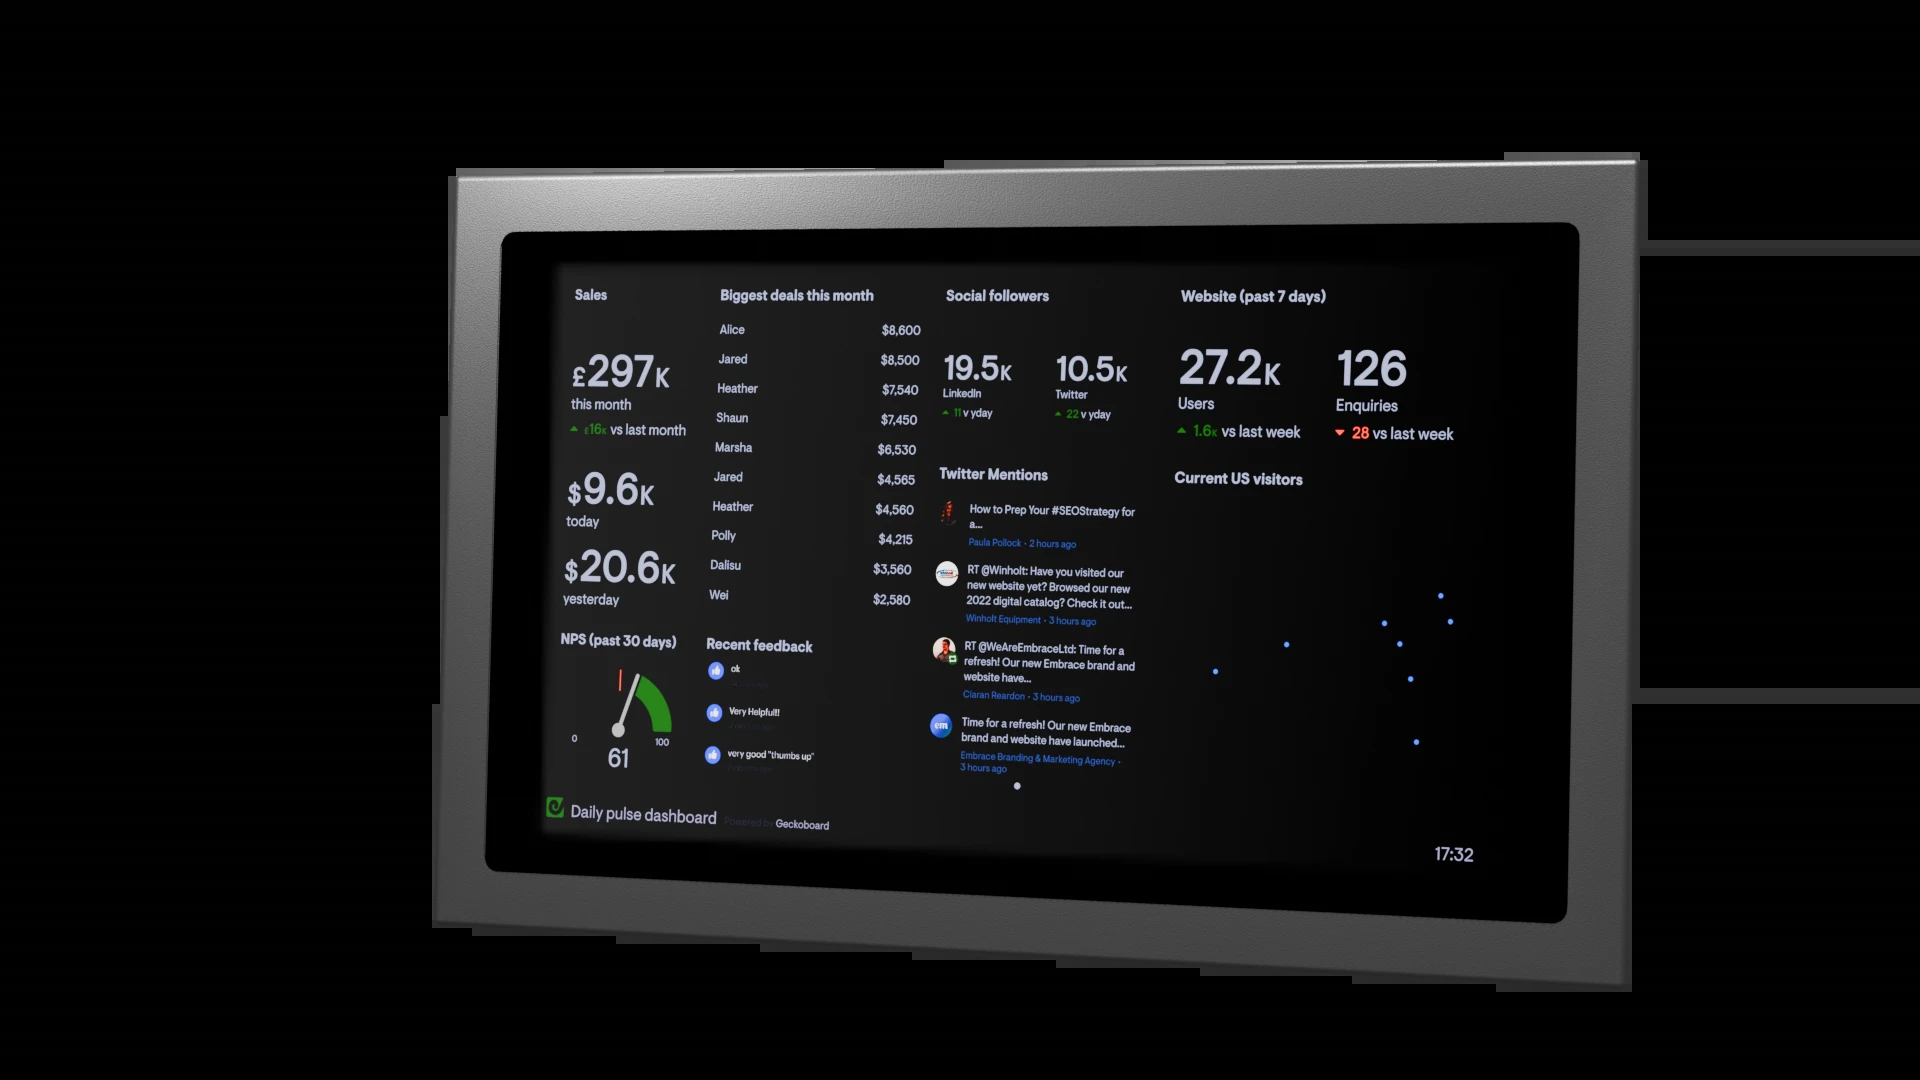 Sales
£297K
this month
£16K vs last month
$9.6K
today
$20.6K
yesterday
NPS (past 30 days)
0
100
61
Biggest deals this month
Alice $8,600
Jared $8,500
Heather $7,540
Shaun $7,450
Marsha $6,530
Jared $4,565
Heather $4,560
Polly $4,215
Dalisu $3,560
Wei $2,580
Recent feedback
ok
Very Helpful!!
very good "thumbs up"
Social followers
19.5K
LinkedIn
11 v yday
10.5K
Twitter
22 v yday
Twitter Mentions
How to Prep Your #SEOStrategy for
a...
Paula Pollock • 2 hours ago
RT @Winholt: Have you visited our
new website yet? Browsed our new
2022 digital catalog? Check it out...
Winholt Equipment • 3 hours ago
RT @WeAreEmbraceLtd: Time for a
refresh! Our new Embrace brand and
website have...
Ciaran Reardon • 3 hours ago
em
Time for a refresh! Our new Embrace
brand and website have launched...
Embrace Branding & Marketing Agency •
3 hours ago
Website (past 7 days)
27.2K
Users
1.6K vs last week
126
Enquiries
28 vs last week
Current US visitors
Daily pulse dashboard Powered by Geckoboard
17:32